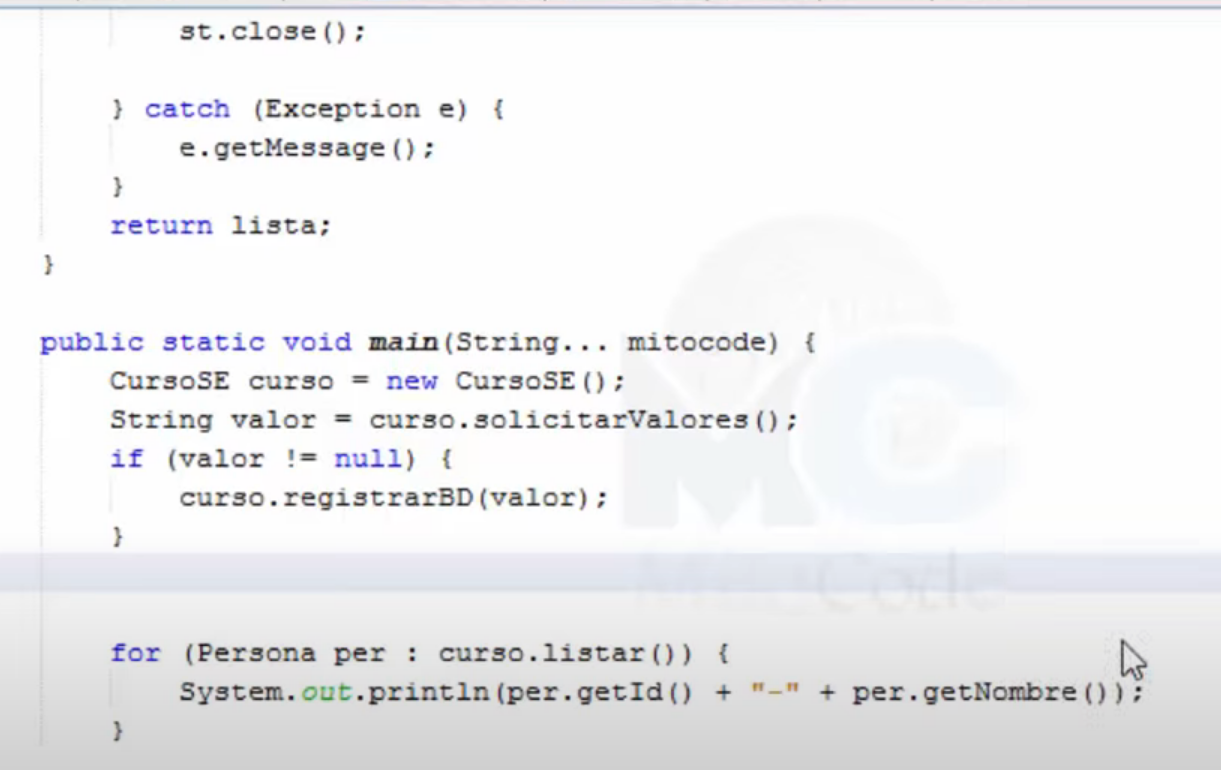 st.close();
} catch (Exception e) {
e.getMessage();
}
return lista;
}
public static void main(String... mitocode) {
CursoSE curso = new CursoSE();
String valor = curso.solicitarValores();
if (valor != null) {
curso.registrarBD(valor);
}
for (Persona per : curso.listar()) {
System.out.println(per.getId() + "-" + per.getNombre());
}
MC
MitoCode